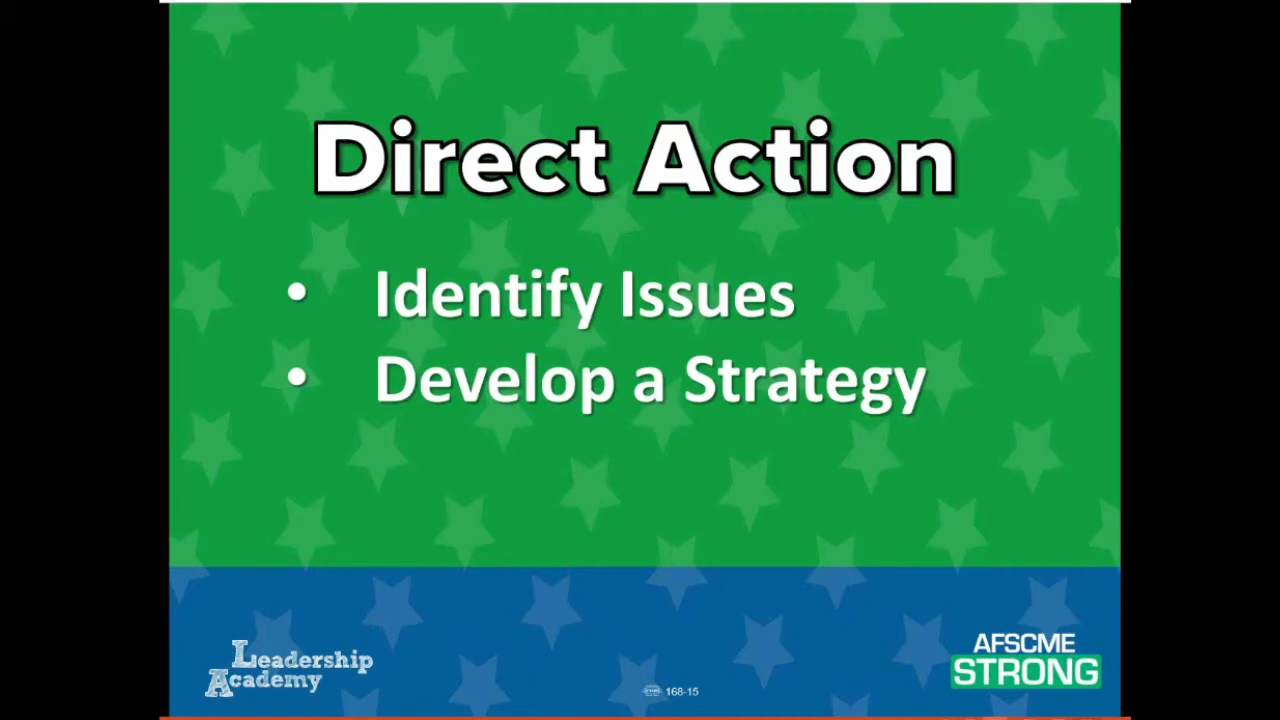 Direct Action
• Identify Issues
• Develop a Strategy
Leadership
Academy
168-15
AFSCME
STRONG